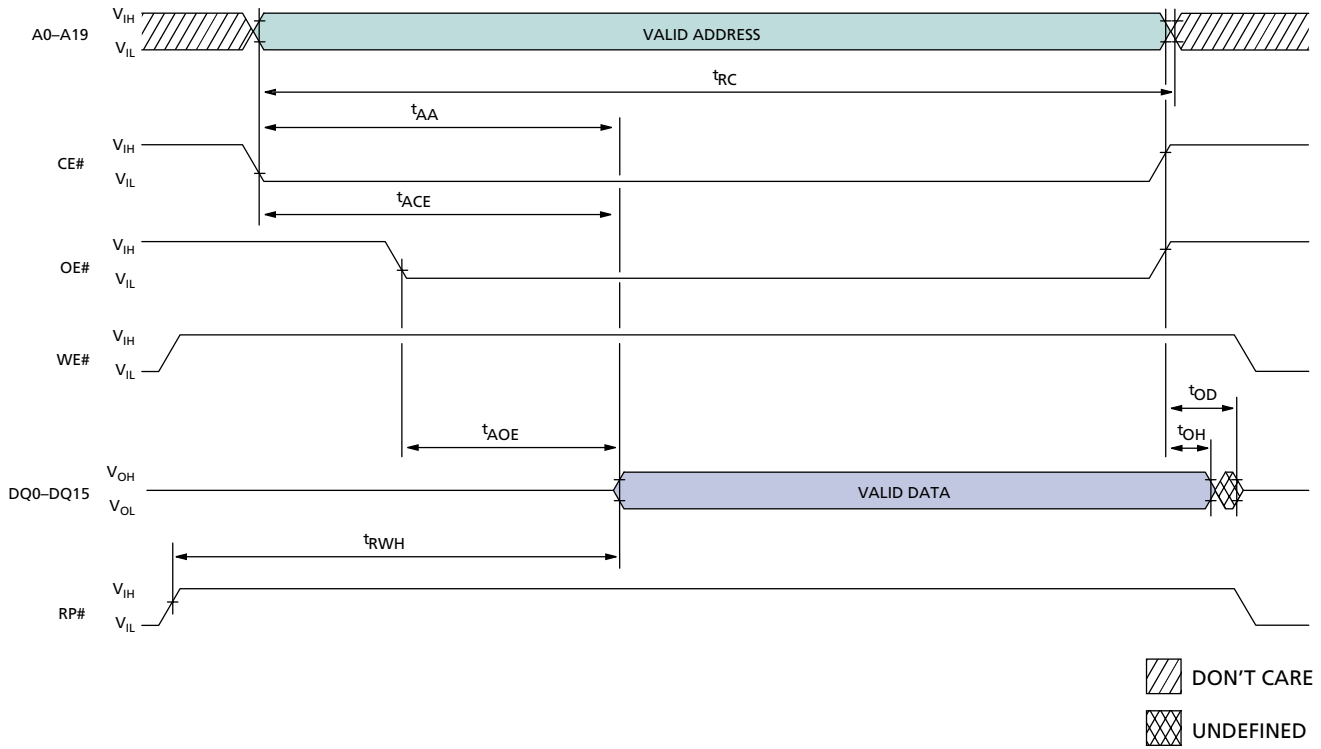 VIH
A0–A19
VALID ADDRESS
VIL
tRC
tAA
VIH
CE#
VIL
tACE
VIH
OE#
VIL
VIH
WE#
VIL
tOD
tAOE
tOH
VOH
DQ0–DQ15
VALID DATA
VOL
tRWH
VIH
RP#
VIL
DON'T CARE
UNDEFINED